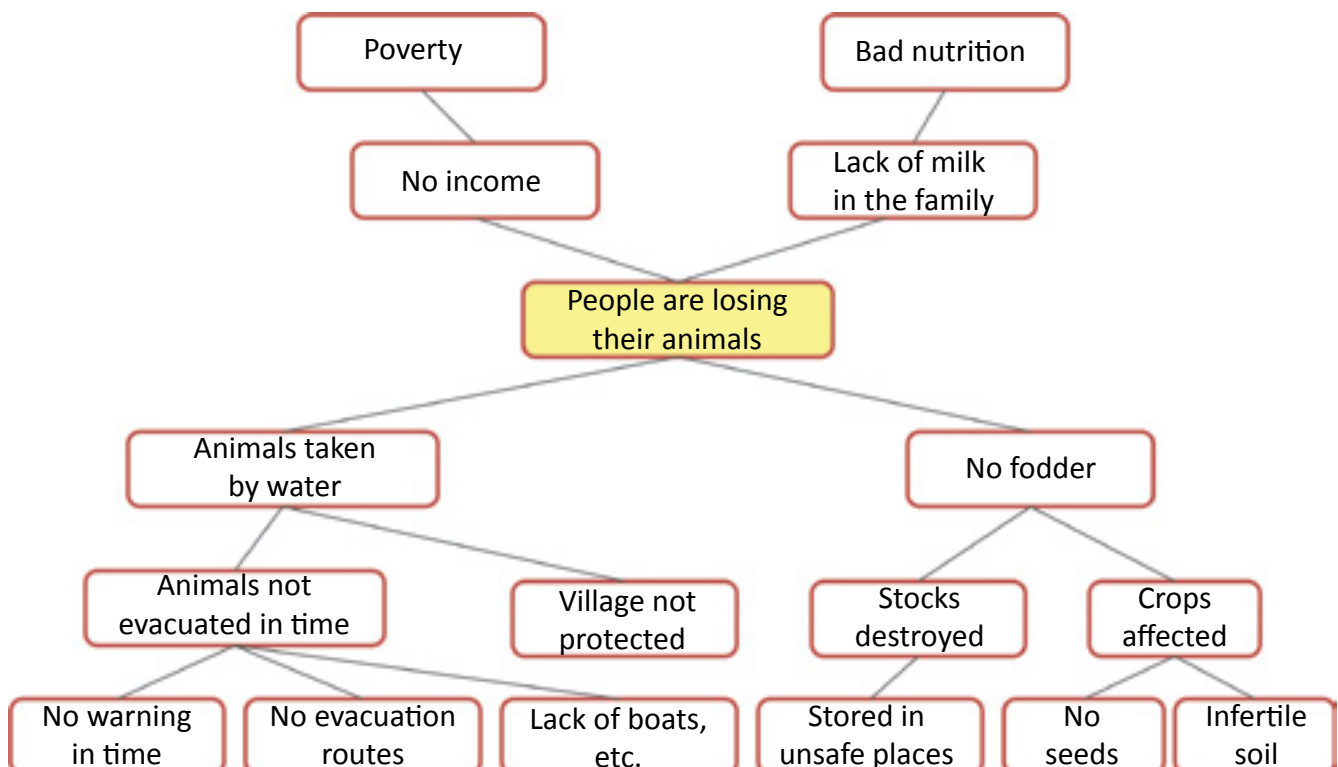 Poverty
Bad nutrition
No income
Lack of milk
in the family
People are losing
their animals
Animals taken
by water
No fodder
Animals not
evacuated in time
Village not
protected
Stocks
destroyed
Crops
affected
No warning
in time
No evacuation
routes
Lack of boats,
etc.
Stored in
unsafe places
No
seeds
Infertile
soil